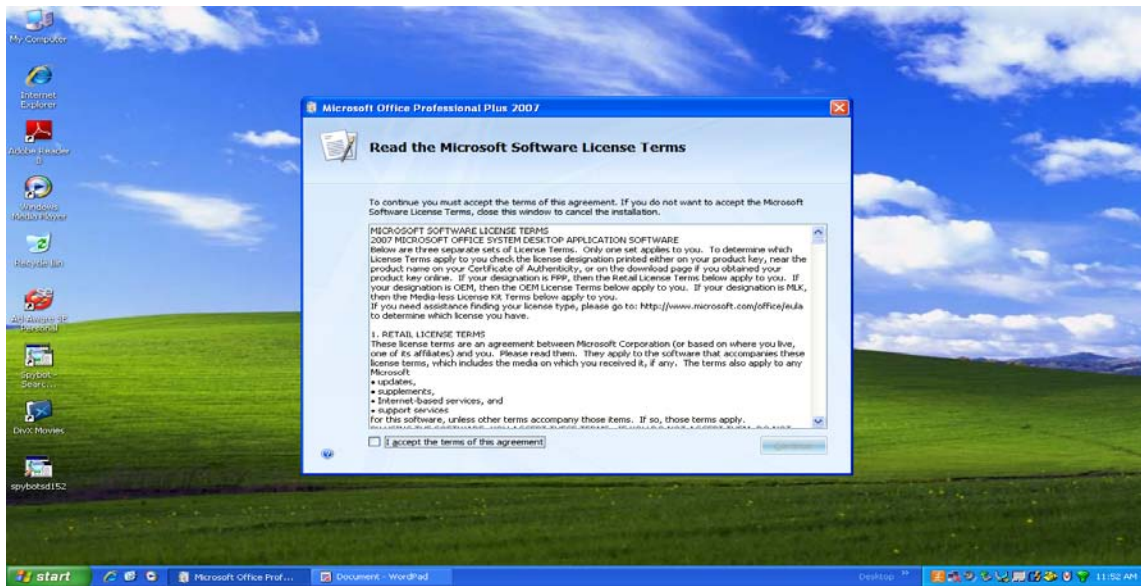 My Computer
Internet
Explorer
Adobe Reader
8
Windows
Media Player
Recycle Bin
Ad-Aware SE
Personal
Spybot -
Searc...
DivX Movies
spybotsd152
Microsoft Office Professional Plus 2007
Read the Microsoft Software License Terms
To continue you must accept the terms of this agreement. If you do not want to accept the Microsoft
Software License Terms, close this window to cancel the installation.
MICROSOFT SOFTWARE LICENSE TERMS
2007 MICROSOFT OFFICE SYSTEM DESKTOP APPLICATION SOFTWARE
Below are three separate sets of License Terms. Only one set applies to you. To determine which
License Terms apply to you check the license designation printed either on your product key, near the
product name on your Certificate of Authenticity, or on the download page if you obtained your
product key online. If your designation is FPP, then the Retail License Terms below apply to you. If
your designation is OEM, then the OEM License Terms below apply to you. If your designation is MLK,
then the Media-less License Kit Terms below apply to you.
If you need assistance finding your license type, please go to: http://www.microsoft.com/office/eula
to determine which license you have.
1. RETAIL LICENSE TERMS
These license terms are an agreement between Microsoft Corporation (or based on where you live,
one of its affiliates) and you. Please read them. They apply to the software that accompanies these
license terms, which includes the media on which you received it, if any. The terms also apply to any
Microsoft
• updates,
• supplements,
• Internet-based services, and
• support services
for this software, unless other terms accompany those items. If so, those terms apply.
I accept the terms of this agreement
Continue
start
Microsoft Office Prof...
Document - WordPad
Desktop »
11:52 AM